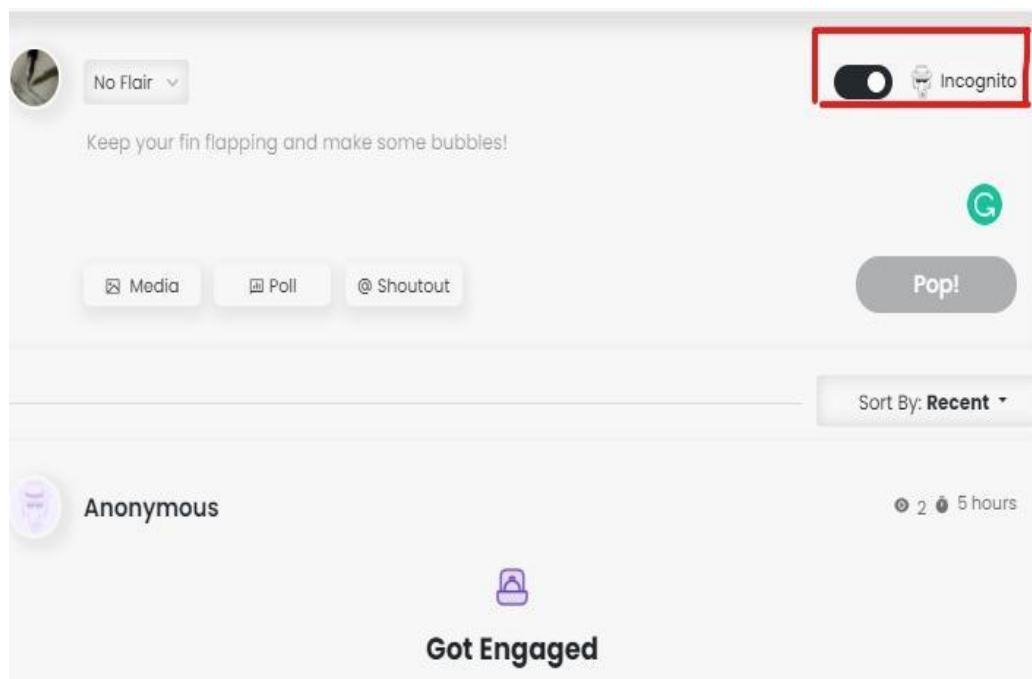 No Flair
Incognito
Keep your fin flapping and make some bubbles!
G
Media
Poll
@ Shoutout
Pop!
Sort By: Recent
Anonymous
2
5 hours
Got Engaged